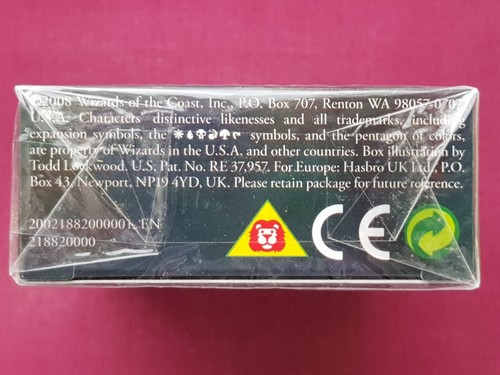 ©2008 Wizards of the Coast, Inc., P.O. Box 707, Renton WA 98057-0707
U.S.A. Characters' distinctive likenesses and all trademarks, including
expansion symbols, the symbols, and the pentagon of colors,
are property of Wizards in the U.S.A. and other countries. Box illustration by
Todd Lockwood. U.S. Pat. No. RE 37,957. For Europe: Hasbro UK Ltd., P.O.
Box 43, Newport, NP19 4YD, UK. Please retain package for future reference.
20021882000001 EN
218820000
CE